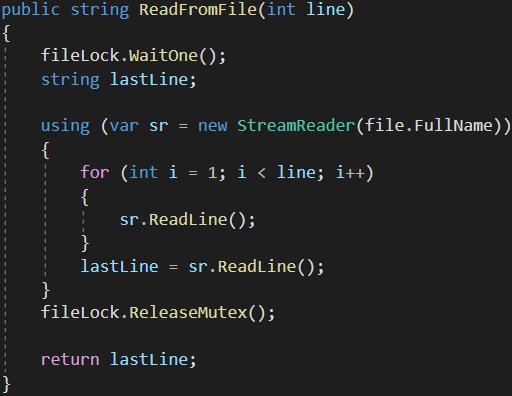 public string ReadFromFile(int line)
{
    fileLock.WaitOne();
    string lastLine;

    using (var sr = new StreamReader(file.FullName))
    {
        for (int i = 1; i < line; i++)
        {
            sr.ReadLine();
        }
        lastLine = sr.ReadLine();
    }
    fileLock.ReleaseMutex();

    return lastLine;
}